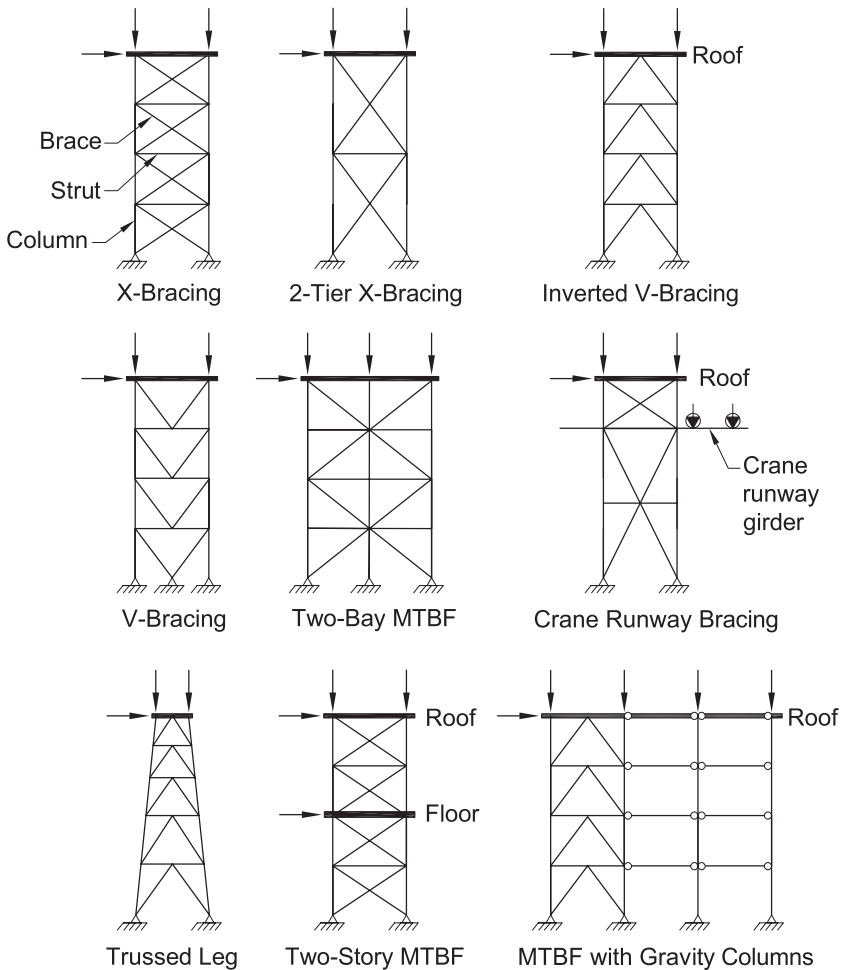 Roof
Brace
Strut
Column
X-Bracing
2-Tier X-Bracing
Inverted V-Bracing
Roof
Crane
runway
girder
V-Bracing
Two-Bay MTBF
Crane Runway Bracing
Roof
Roof
Floor
Trussed Leg
Two-Story MTBF
MTBF with Gravity Columns